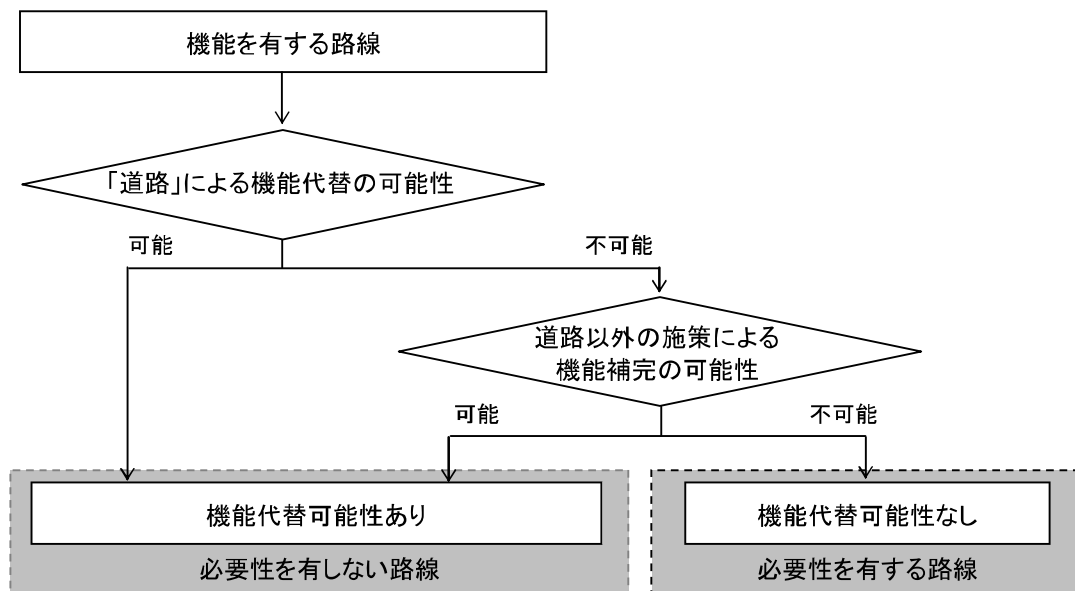 機能を有する路線
「道路」による機能代替の可能性
可能
不可能
道路以外の施策による
機能補完の可能性
可能
不可能
機能代替可能性あり
機能代替可能性なし
必要性を有しない路線
必要性を有する路線